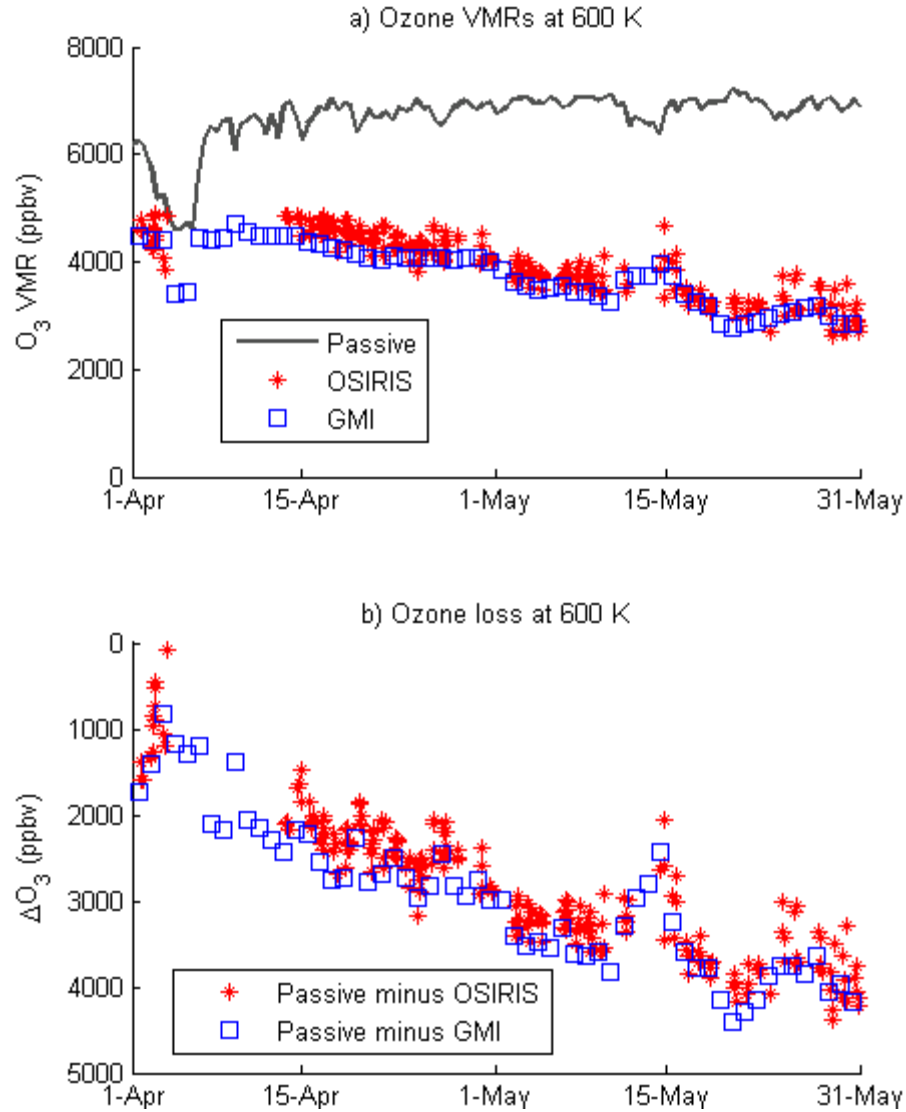 a) Ozone VMRs at 600 K
8000
6000
4000
2000
0
O3 VMR (ppbv)
Passive
OSIRIS
GMI
1-Apr 15-Apr 1-May 15-May 31-May
b) Ozone loss at 600 K
0
1000
2000
3000
4000
5000
ΔO3 (ppbv)
Passive minus OSIRIS
Passive minus GMI
1-Apr 15-Apr 1-May 15-May 31-May